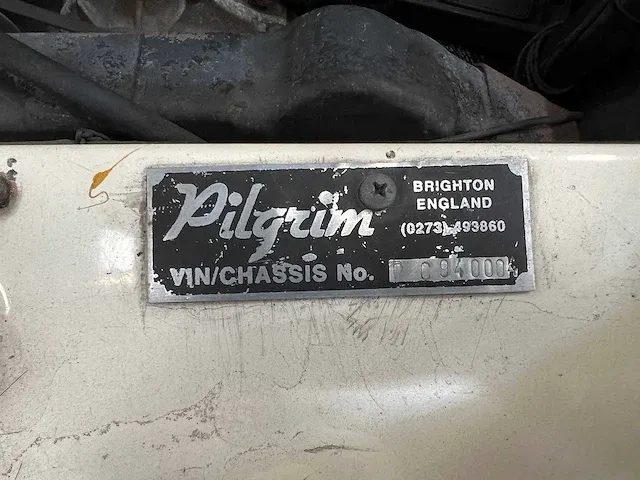 Pilgrim
BRIGHTON
ENGLAND
(0273) 493860
VIN/CHASSIS No.